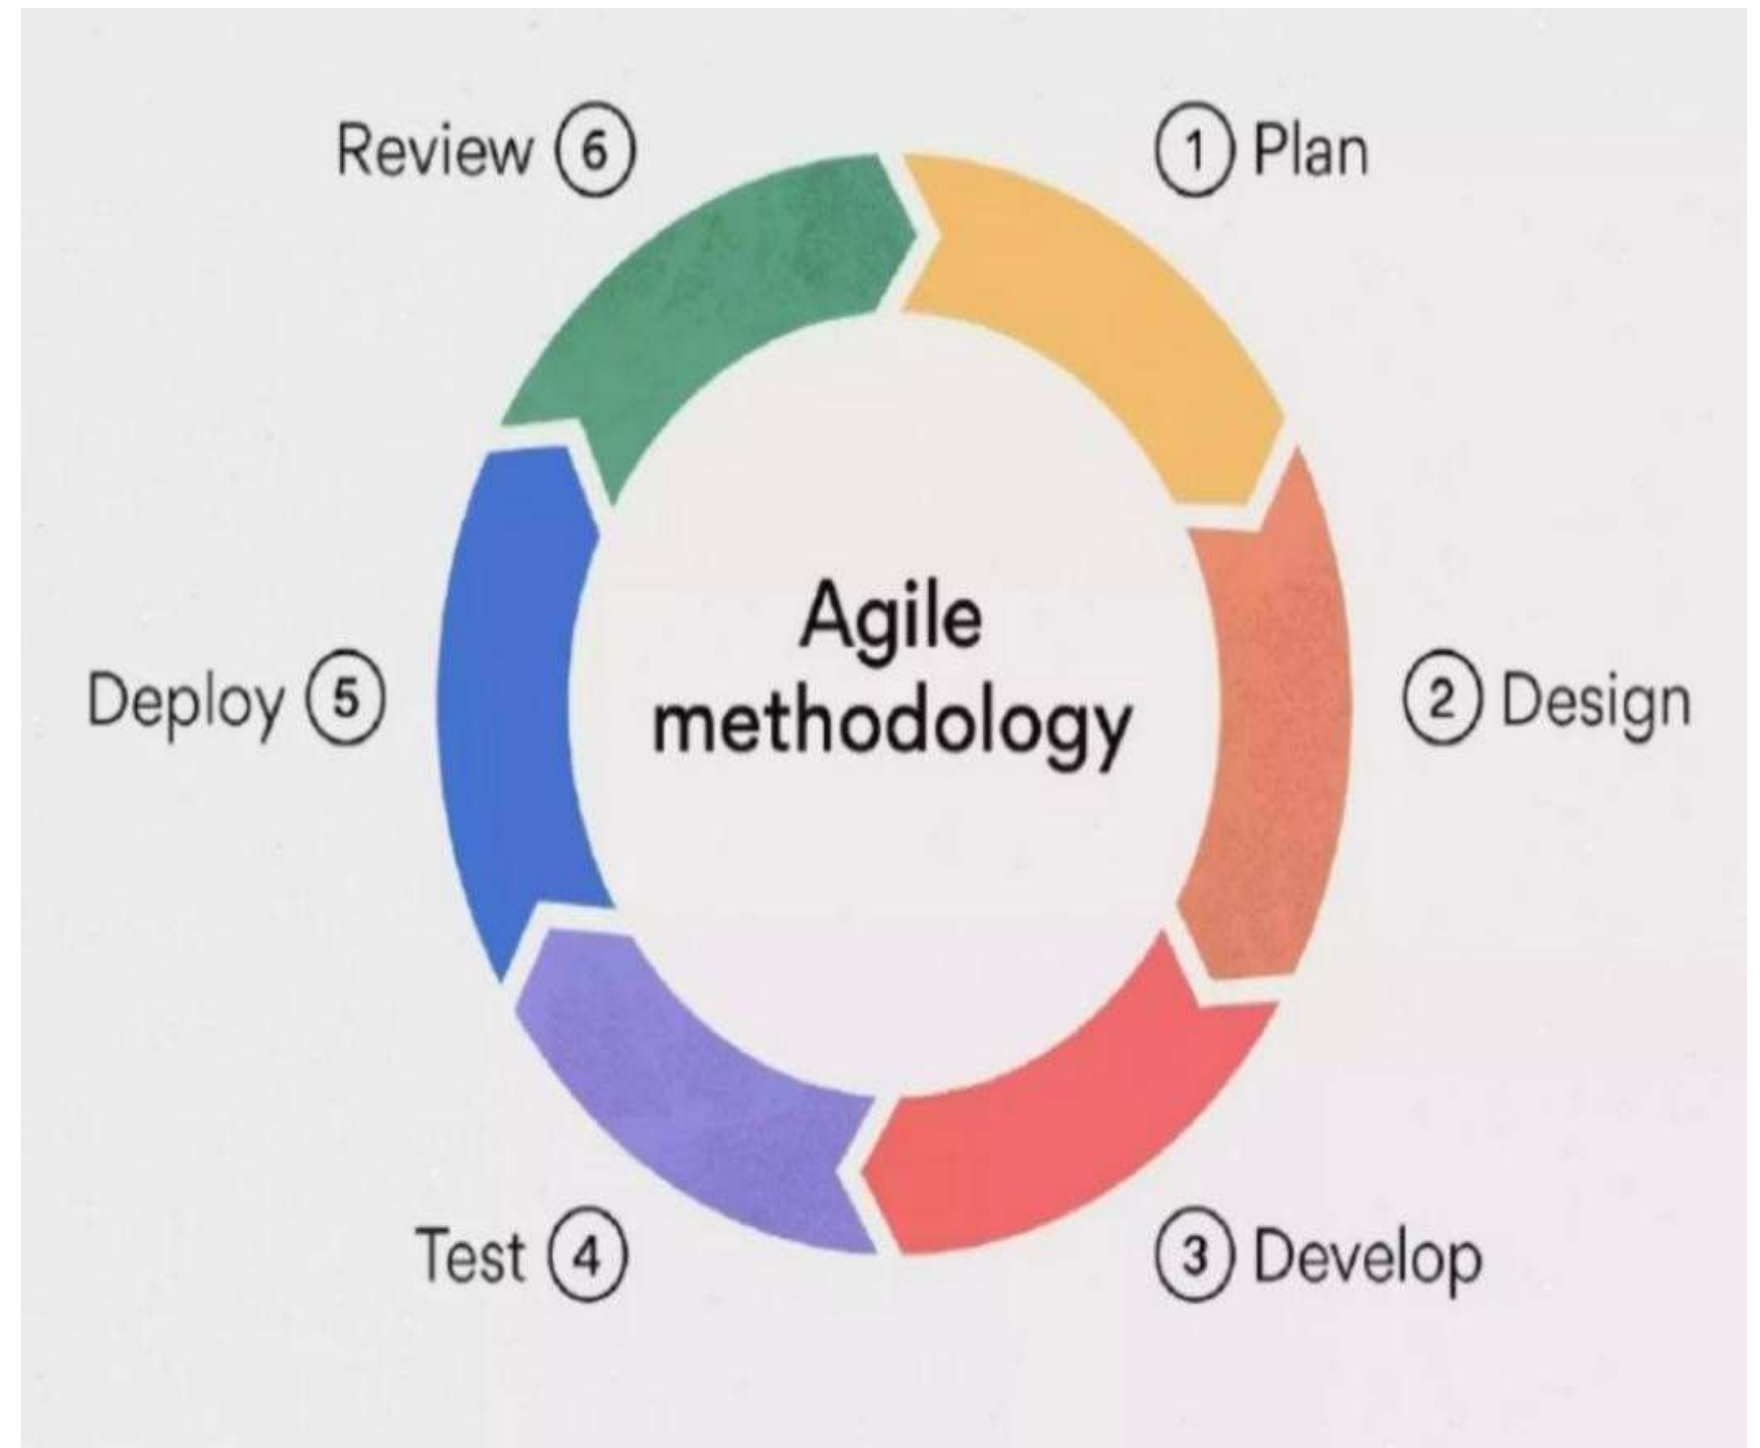 Review 6
1 Plan
Agile
methodology
Deploy 5
2 Design
Test 4
3 Develop